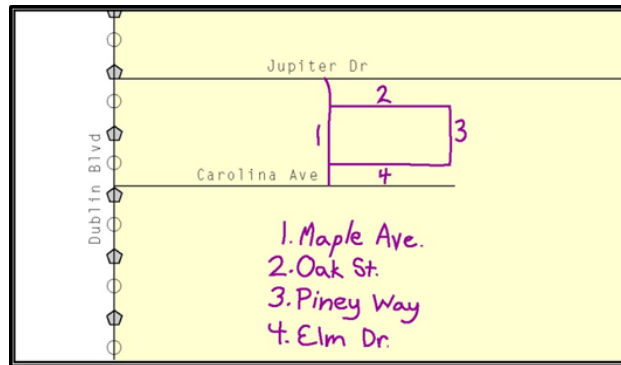 Jupiter Dr
2
1
3
Carolina Ave
4
Dublin Blvd
1. Maple Ave.
2. Oak St.
3. Piney Way
4. Elm Dr.